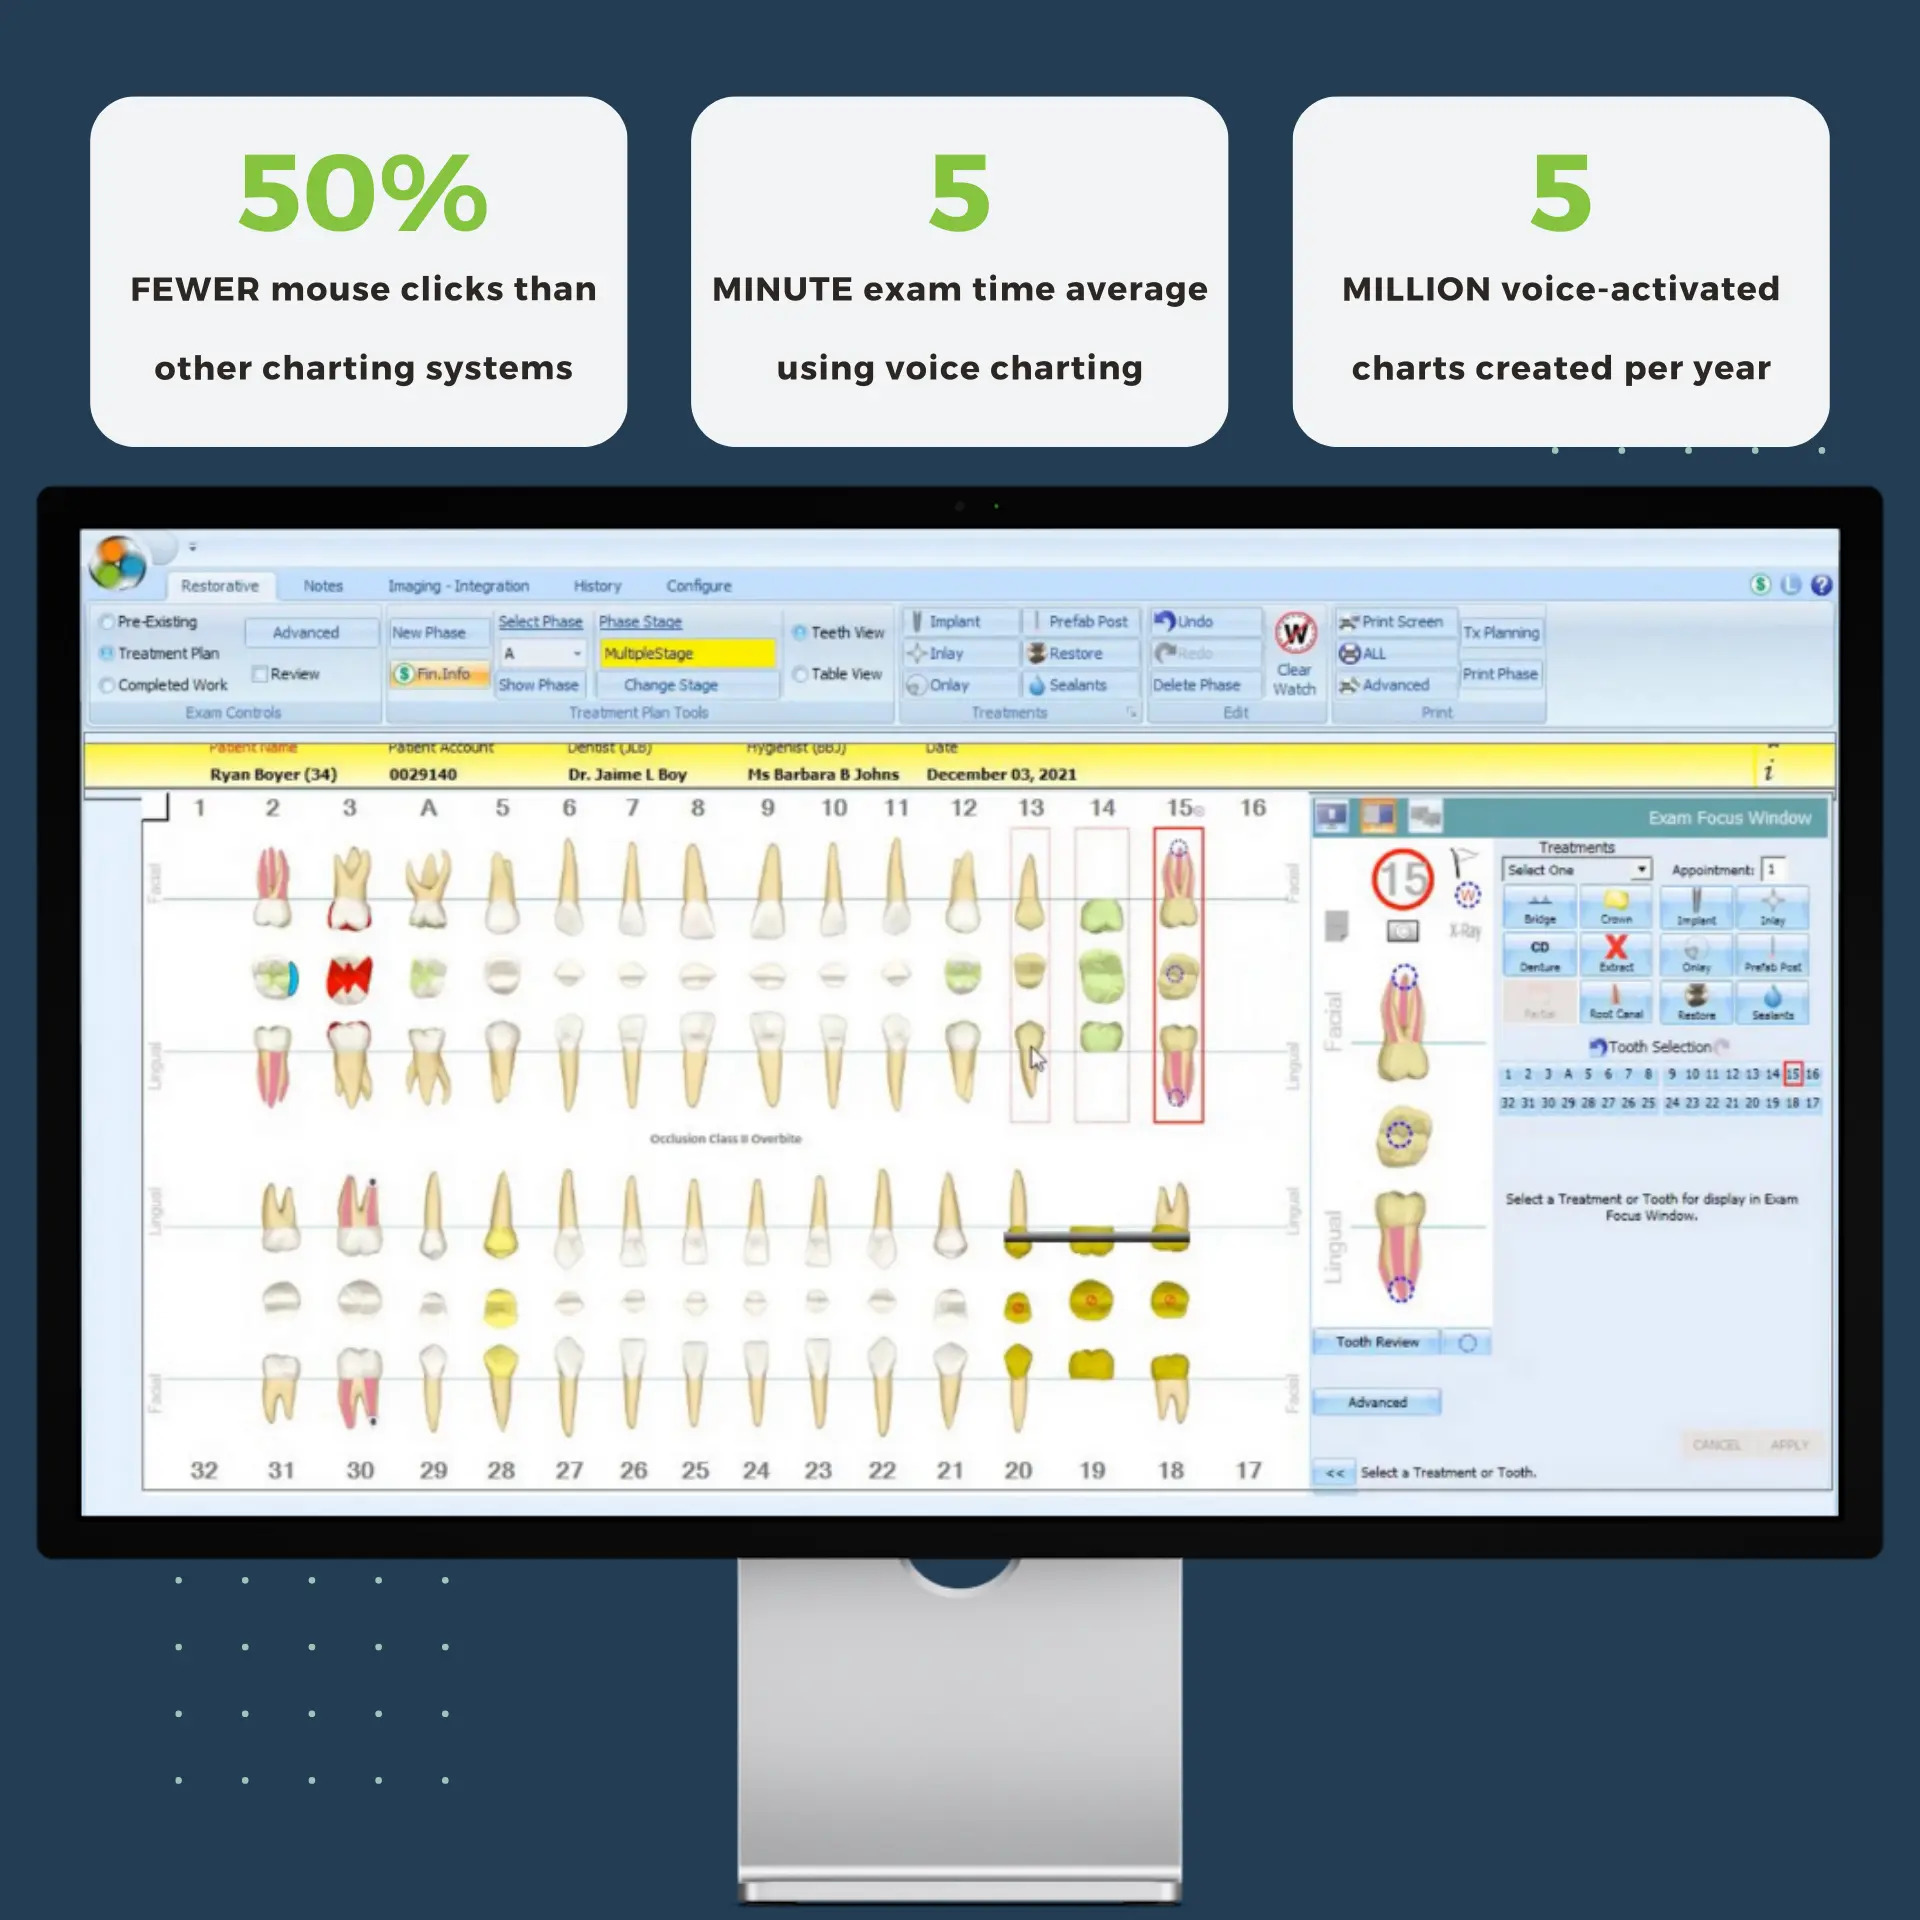 50%
FEWER mouse clicks than
other charting systems
5
MINUTE exam time average
using voice charting
5
MILLION voice-activated
charts created per year
Restorative Notes Imaging - Integration History Configure
Pre-Existing
Treatment Plan
Completed Work
Advanced
Review
Exam Controls
New Phase
Fin.Info
Select Phase
A
Show Phase
Phase Stage
MultipleStage
Change Stage
Treatment Plan Tools
Teeth View
Table View
Implant
Inlay
Onlay
Prefab Post
Restore
Sealants
Treatments
Undo
Redo
Delete Phase
Edit
W
Clear
Watch
Print Screen
ALL
Advanced
Tx Planning
Print Phase
Print
Patient Name Patient Account Dentist (JLB) Hygienist (BBJ) Date
Ryan Boyer (34) 0029140 Dr. Jaime L Boy Ms Barbara B Johns December 03, 2021
i
1 2 3 A 5 6 7 8 9 10 11 12 13 14 15 16
Facial Facial
Lingual Lingual
Occlusion Class II Overbite
Lingual Lingual
Facial Facial
32 31 30 29 28 27 26 25 24 23 22 21 20 19 18 17
Exam Focus Window
15
W
X-Ray
Facial
Lingual
Tooth Review
Advanced
Treatments
Select One
Appointment: 1
Bridge Crown Implant Inlay
CD
Denture Extract Onlay Prefab Post
Partial Root Canal Restore Sealants
Tooth Selection
1 2 3 A 5 6 7 8 9 10 11 12 13 14 15 16
32 31 30 29 28 27 26 25 24 23 22 21 20 19 18 17
Select a Treatment or Tooth for display in Exam
Focus Window.
CANCEL APPLY
<< Select a Treatment or Tooth.